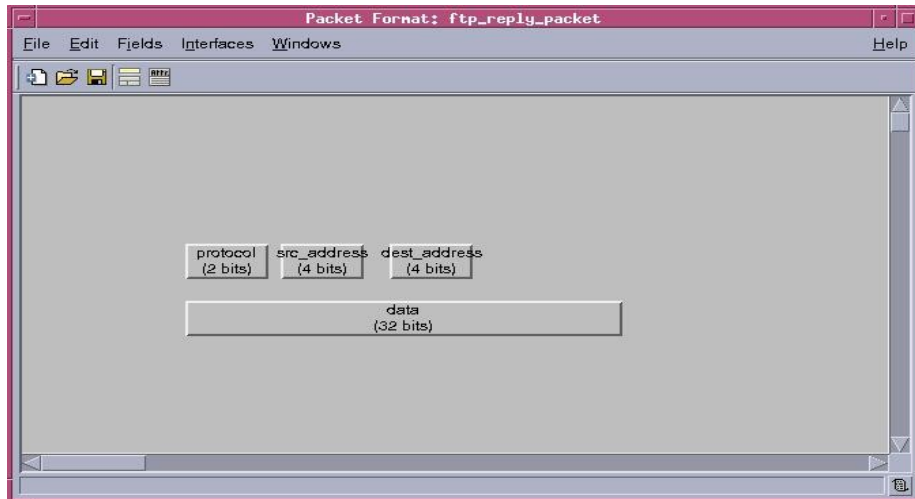 Packet Format: ftp_reply_packet
File Edit Fields Interfaces Windows Help
protocol src_address dest_address
(2 bits) (4 bits) (4 bits)
data
(32 bits)